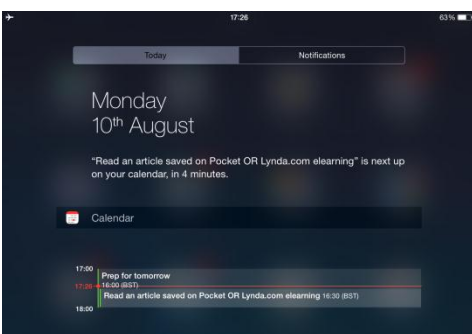 17:26
63%
Today
Notifications
Monday
10th August
"Read an article saved on Pocket OR Lynda.com elearning" is next up
on your calendar, in 4 minutes.
Calendar
17:00
Prep for tomorrow
17:26
16:00 (BST)
Read an article saved on Pocket OR Lynda.com elearning 16:30 (BST)
18:00